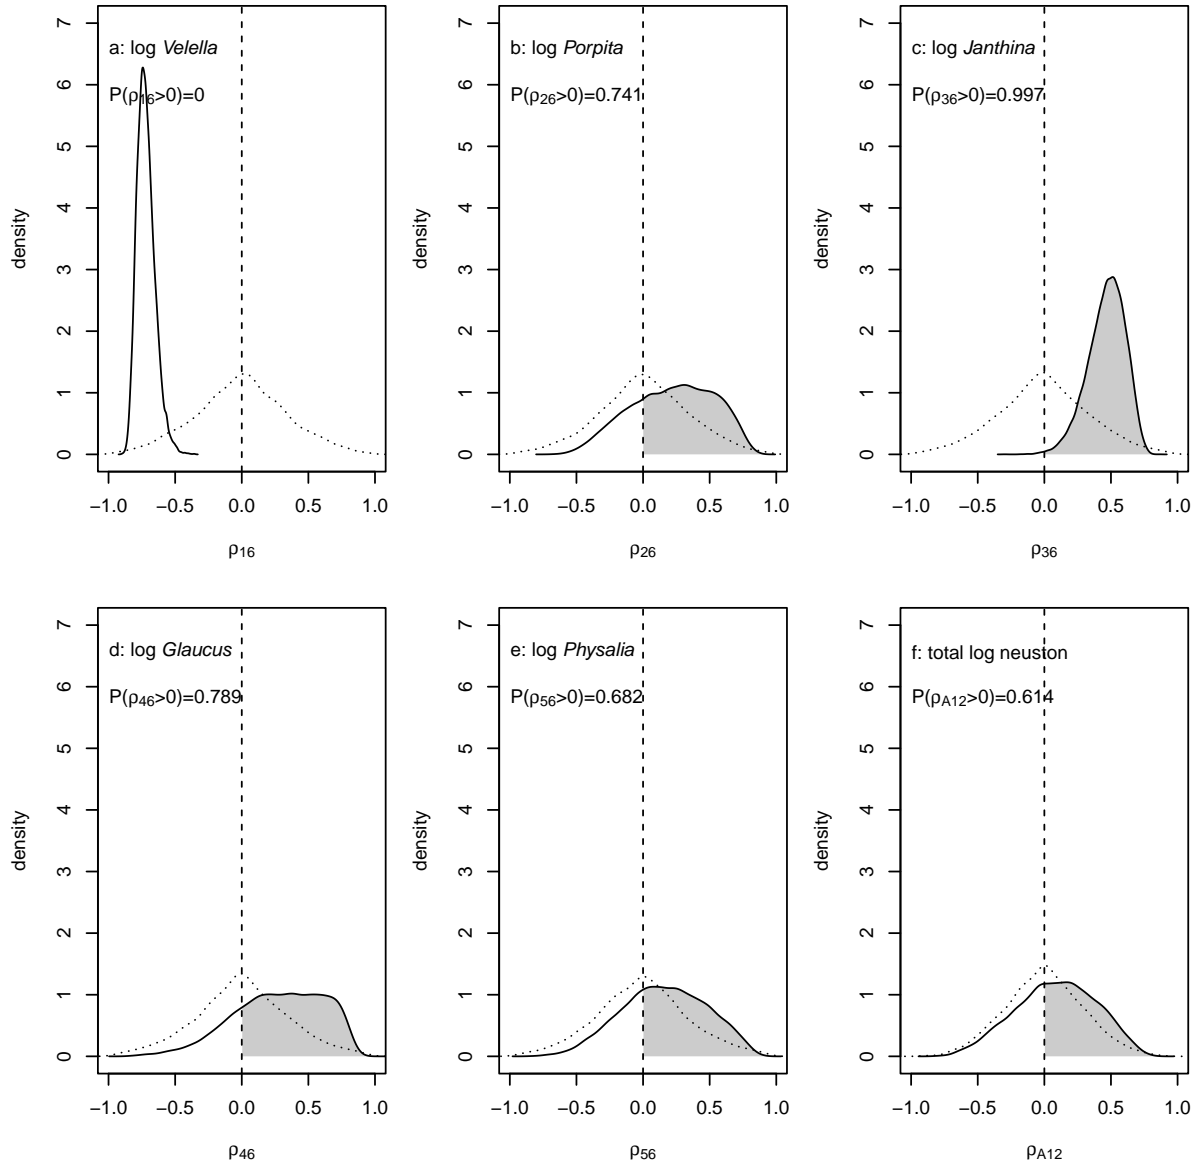 a: log Velella
P(ρ16>0)=0
density
7
6
5
4
3
2
1
0
−1.0 −0.5 0.0 0.5 1.0
ρ16
b: log Porpita
P(ρ26>0)=0.741
density
7
6
5
4
3
2
1
0
−1.0 −0.5 0.0 0.5 1.0
ρ26
c: log Janthina
P(ρ36>0)=0.997
density
7
6
5
4
3
2
1
0
−1.0 −0.5 0.0 0.5 1.0
ρ36
d: log Glaucus
P(ρ46>0)=0.789
density
7
6
5
4
3
2
1
0
−1.0 −0.5 0.0 0.5 1.0
ρ46
e: log Physalia
P(ρ56>0)=0.682
density
7
6
5
4
3
2
1
0
−1.0 −0.5 0.0 0.5 1.0
ρ56
f: total log neuston
P(ρA12>0)=0.614
density
7
6
5
4
3
2
1
0
−1.0 −0.5 0.0 0.5 1.0
ρA12